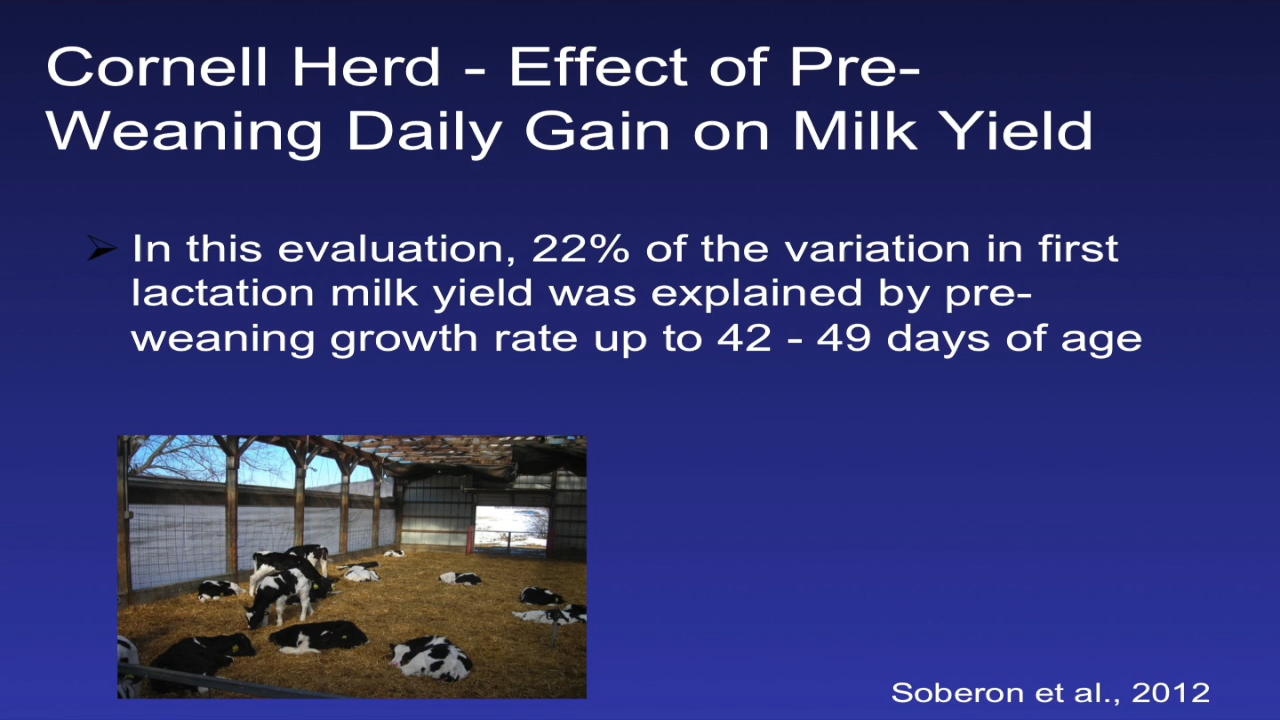 Cornell Herd - Effect of Pre-
Weaning Daily Gain on Milk Yield
In this evaluation, 22% of the variation in first
lactation milk yield was explained by pre-
weaning growth rate up to 42 - 49 days of age
Soberon et al., 2012